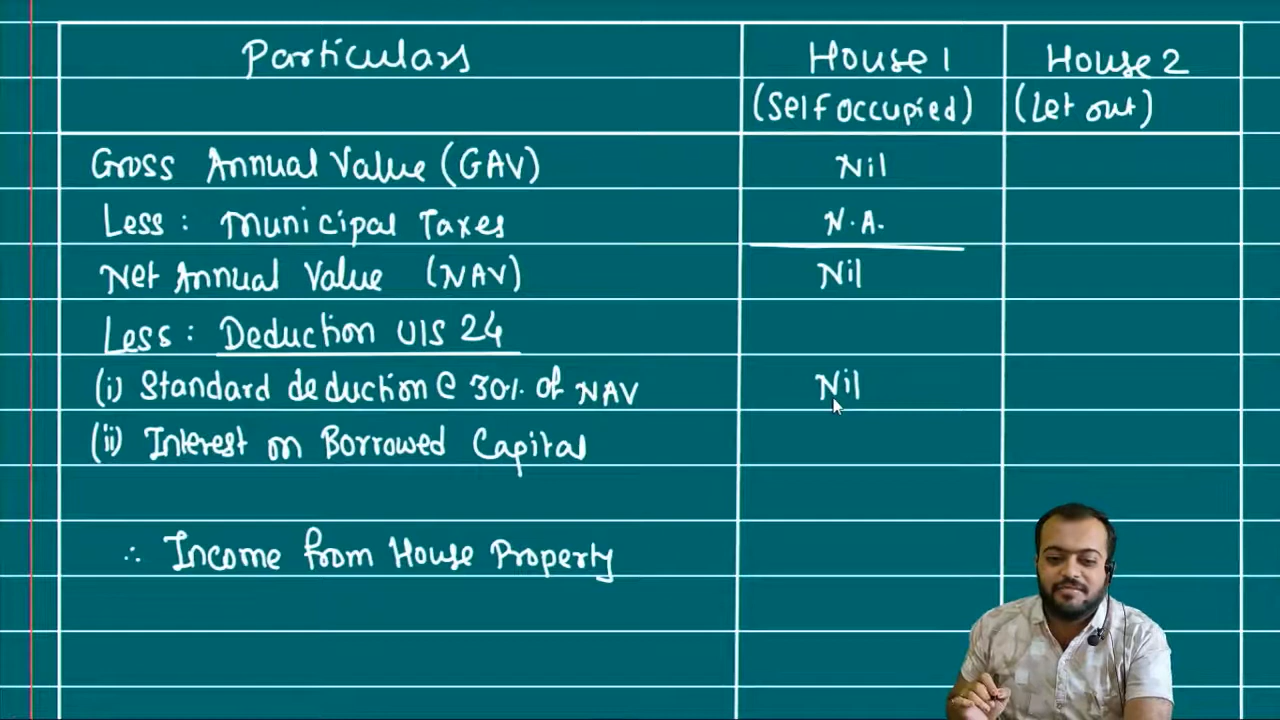 Particulars House 1 House 2
(Self occupied) (Let out)
Gross Annual Value (GAV) Nil
Less : Municipal Taxes N.A.
Net Annual Value (NAV) Nil
Less : Deduction U/S 24
(i) Standard deduction @ 30% of NAV Nil
(ii) Interest on Borrowed Capital
∴ Income from House Property